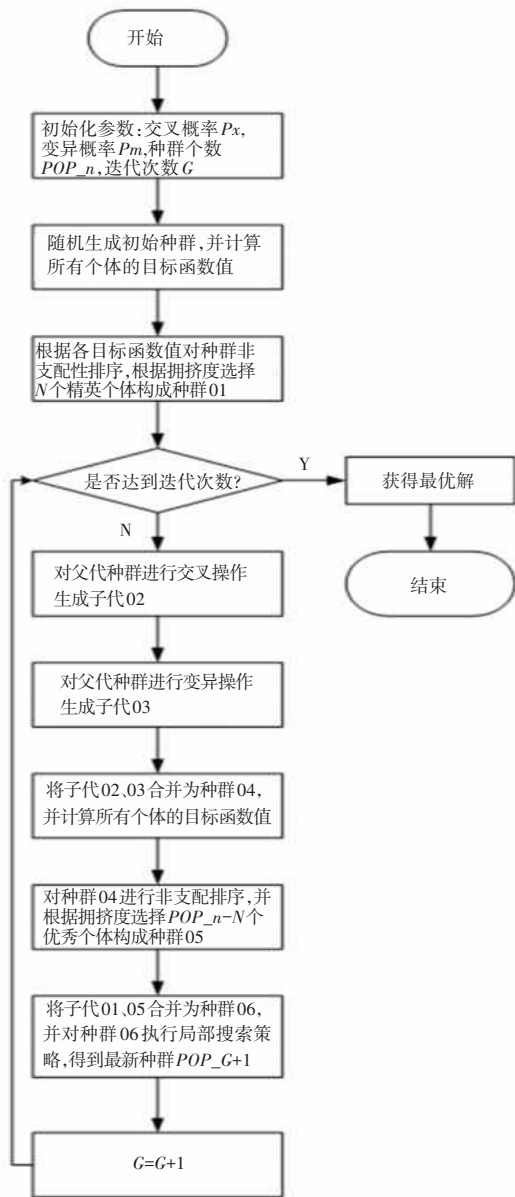 开始
初始化参数:交叉概率Px,
变异概率Pm,种群个数
POP_n,迭代次数G
随机生成初始种群,并计算
所有个体的目标函数值
根据各目标函数值对种群非
支配性排序,根据拥挤度选择
N个精英个体构成种群01
是否达到迭代次数?
Y
获得最优解
结束
N
对父代种群进行交叉操作
生成子代02
对父代种群进行变异操作
生成子代03
将子代02、03合并为种群04,
并计算所有个体的目标函数值
对种群04进行非支配排序,并
根据拥挤度选择POP_n-N个
优秀个体构成种群05
将子代01、05合并为种群06,
并对种群06执行局部搜索策
略,得到最新种群POP_G+1
G=G+1